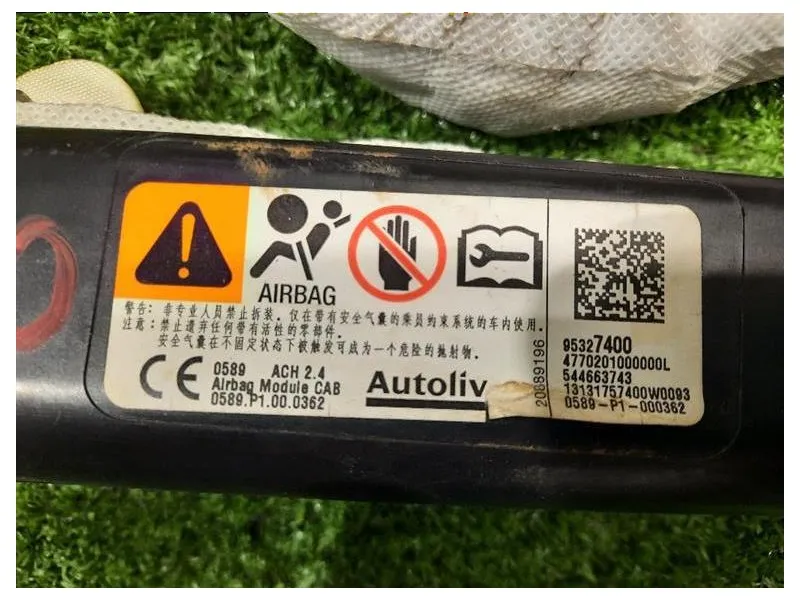 AIRBAG
警告: 非专业人员禁止拆装. 仅在带有安全气囊的乘员约束系统的车内使用.
注意: 禁止遗弃任何带有活性的零部件.
安全气囊在不固定状态下被触发可成为一个危险的抛射物.
0589 ACH 2.4
Airbag Module CAB
0589.P1.00.0362
CE
Autoliv
20889196
95327400
4770201000000L
544663743
13131757400W0093
0589-P1-000362